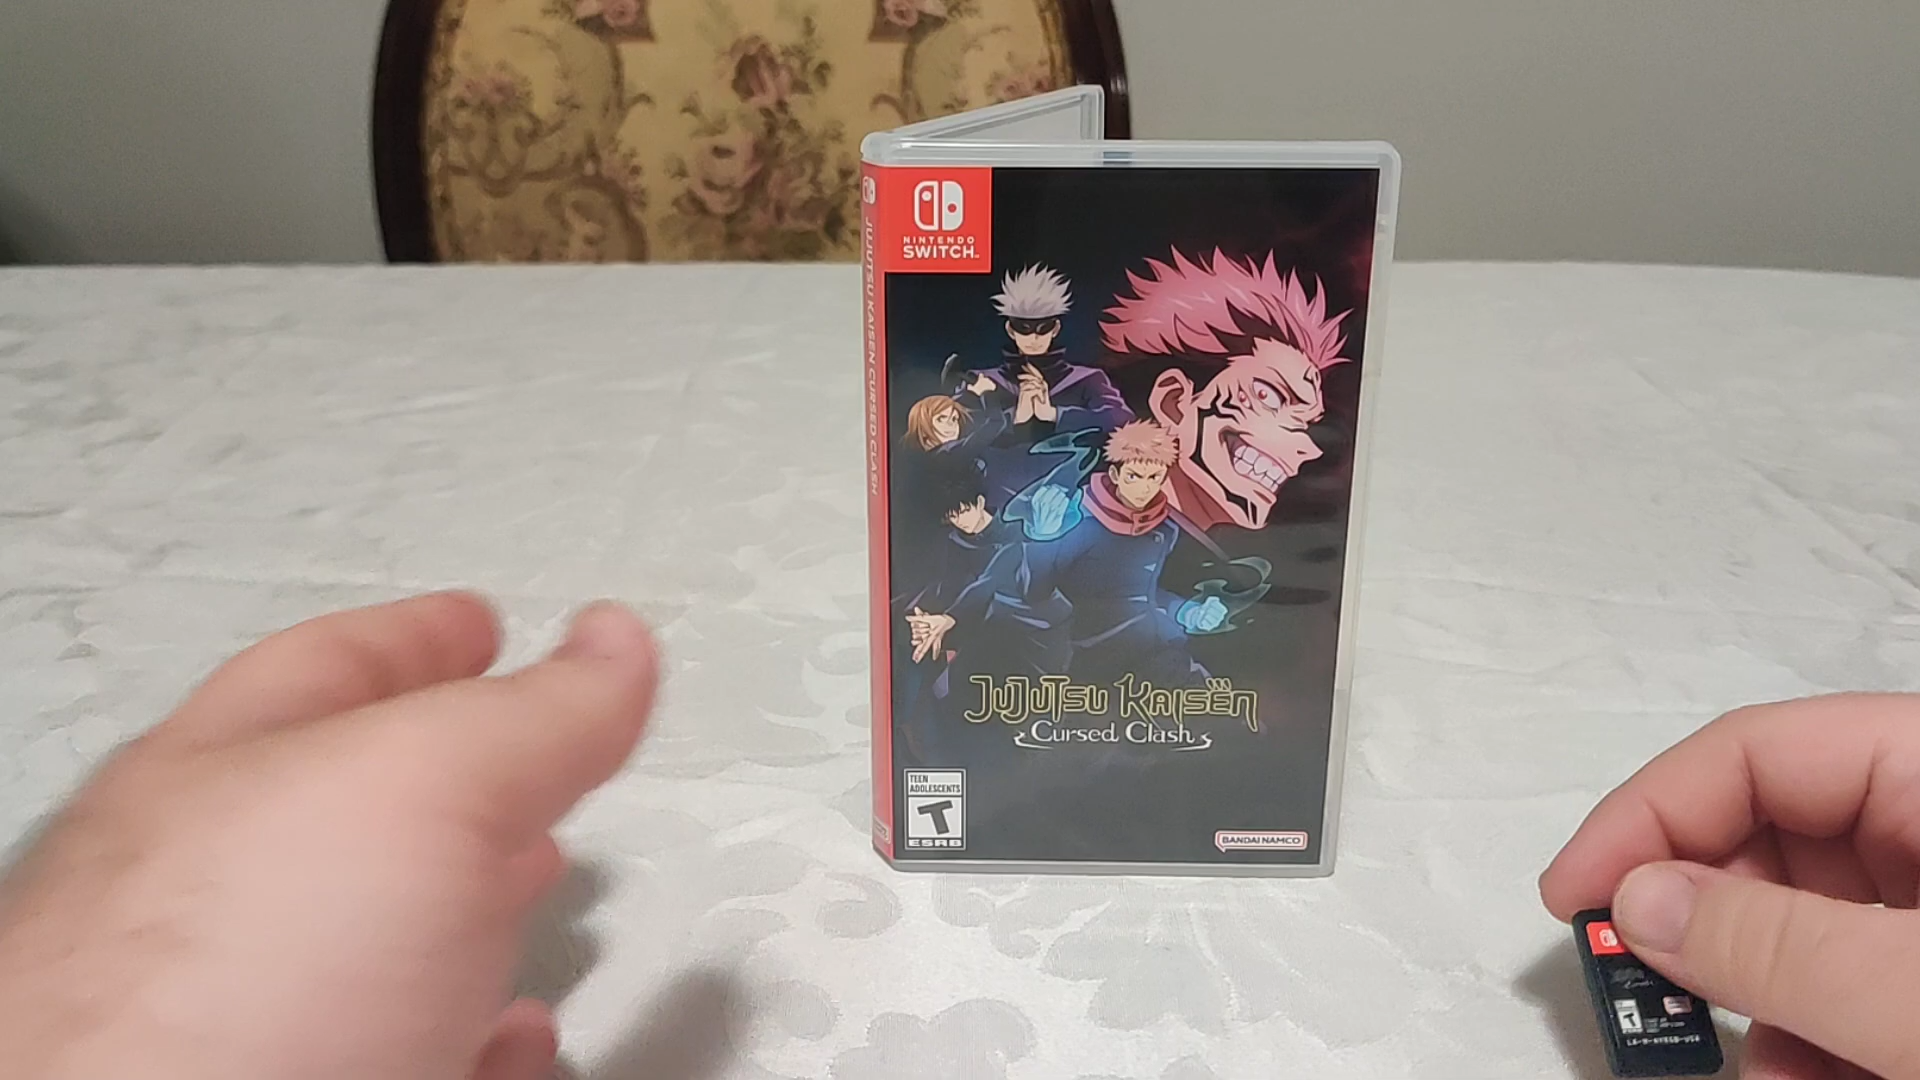 NINTENDO
SWITCH
JUJUTSU KAISEN CURSED CLASH
JUJUTSU KAISEN
Cursed Clash
TEEN
ADOLESCENTS
T
ESRB
BANDAI NAMCO
T